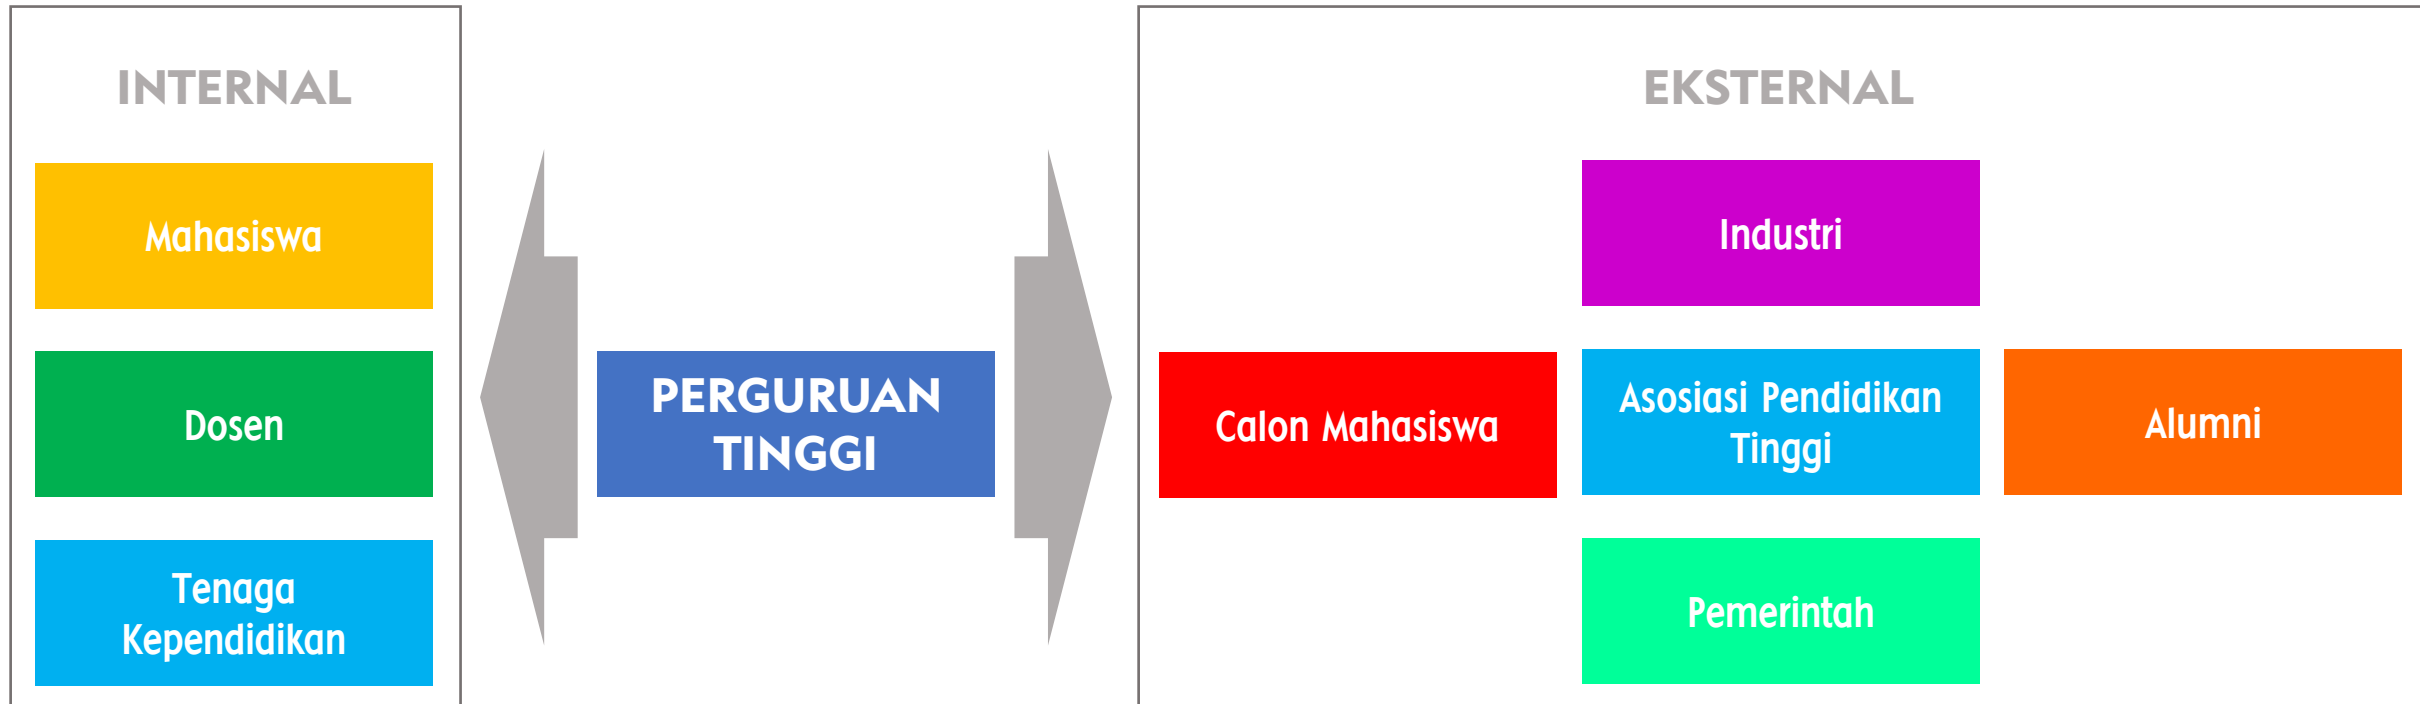 INTERNAL
Mahasiswa
Dosen
Tenaga
Kependidikan
PERGURUAN
TINGGI
EKSTERNAL
Industri
Calon Mahasiswa
Asosiasi Pendidikan
Tinggi
Alumni
Pemerintah